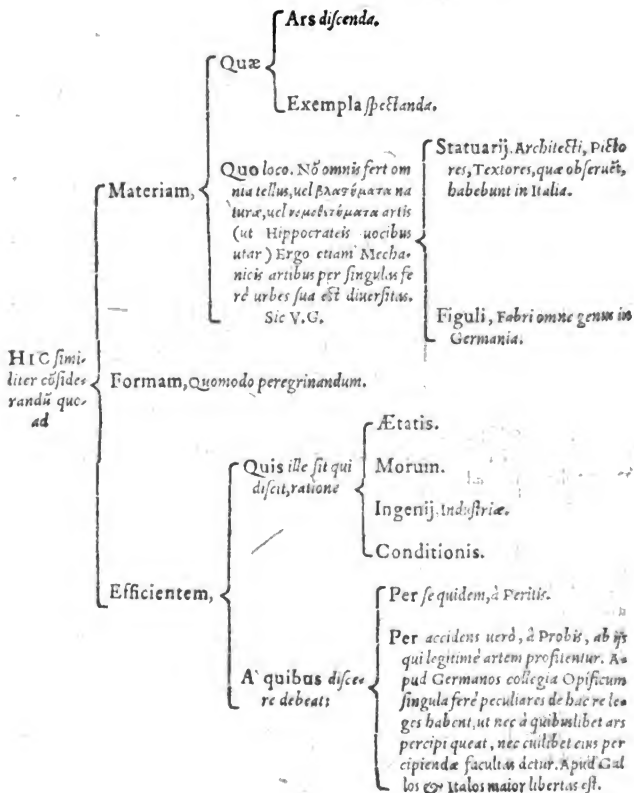 HIC simi-
liter cōside-
randū quo-
ad
Materiam,
Quæ
Ars discenda.
Exempla spectanda.
Quo loco. Nō omnis fert om
nia tellus, uel βλαςύματα na
turæ, uel artis
(ut Hippocrateis uocibus
utar) Ergo etiam Mecha-
nicis artibus per singulas fe
rè urbes sua est diuersitas.
Sic V.G.
Statuarij. Architecti, Picto
res, Textores, quæ obseruēt,
habebunt in Italia.
Figuli, Fabri omne genus in
Germania.
Formam, Quomodo peregrinandum.
Efficientem,
Quis ille sit qui
discit, ratione
Ætatis.
Morum.
Ingenij. Industriæ.
Conditionis.
A` quibus disce-
re debeat:
Per se quidem, à Peritis.
Per accidens uerò, à Probis, ab ijs
qui legitimè artem profitentur. A-
pud Germanos collegia Opificum
singula ferè peculiares de hac re le-
ges habent, ut nec à quibuslibet ars
percipi queat, nec cuilibet eius per
cipiendæ facultas detur. Apud Gal
los & Italos maior libertas est.